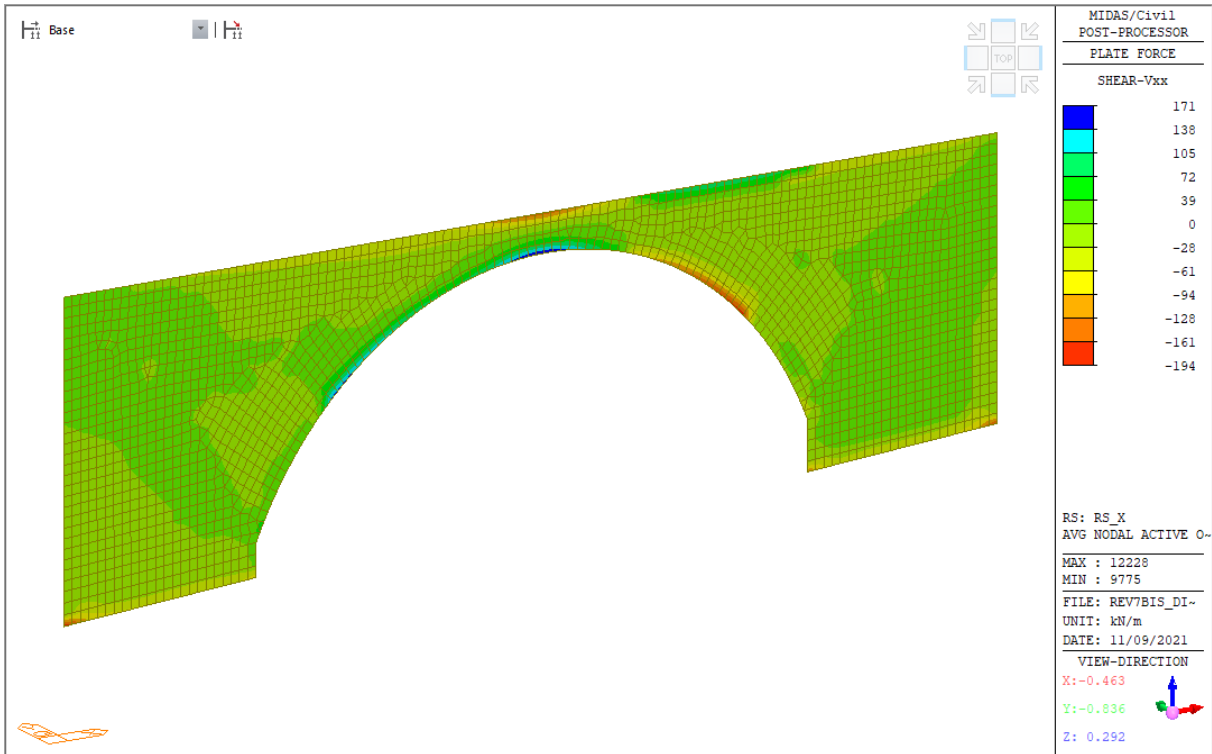 Base
TOP
MIDAS/Civil
POST-PROCESSOR
PLATE FORCE
SHEAR-Vxx
171
138
105
72
39
0
-28
-61
-94
-128
-161
-194
RS: RS_X
AVG NODAL ACTIVE O~
MAX : 12228
MIN : 9775
FILE: REV7BIS_DI~
UNIT: kN/m
DATE: 11/09/2021
VIEW-DIRECTION
X:-0.463
Y:-0.836
Z: 0.292